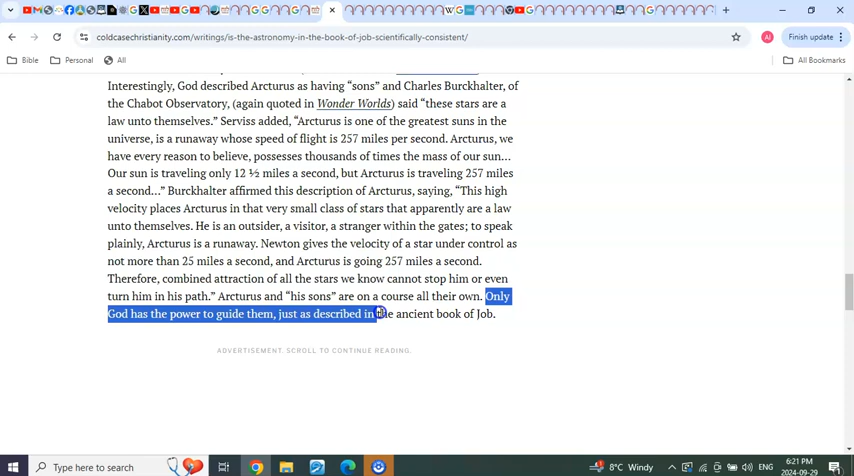 coldcasechristianity.com/writings/is-the-astronomy-in-the-book-of-job-scientifically-consistent/
Finish update
Bible
Personal
All
All Bookmarks
Interestingly, God described Arcturus as having “sons” and Charles Burckhalter, of
the Chabot Observatory, (again quoted in Wonder Worlds) said “these stars are a
law unto themselves.” Serviss added, “Arcturus is one of the greatest suns in the
universe, is a runaway whose speed of flight is 257 miles per second. Arcturus, we
have every reason to believe, possesses thousands of times the mass of our sun…
Our sun is traveling only 12 ½ miles a second, but Arcturus is traveling 257 miles
a second…” Burckhalter affirmed this description of Arcturus, saying, “This high
velocity places Arcturus in that very small class of stars that apparently are a law
unto themselves. He is an outsider, a visitor, a stranger within the gates; to speak
plainly, Arcturus is a runaway. Newton gives the velocity of a star under control as
not more than 25 miles a second, and Arcturus is going 257 miles a second.
Therefore, combined attraction of all the stars we know cannot stop him or even
turn him in his path.” Arcturus and “his sons” are on a course all their own. Only
God has the power to guide them, just as described in the ancient book of Job.
ADVERTISEMENT. SCROLL TO CONTINUE READING.
Type here to search
8°C Windy
ENG
6:21 PM
2024-09-29